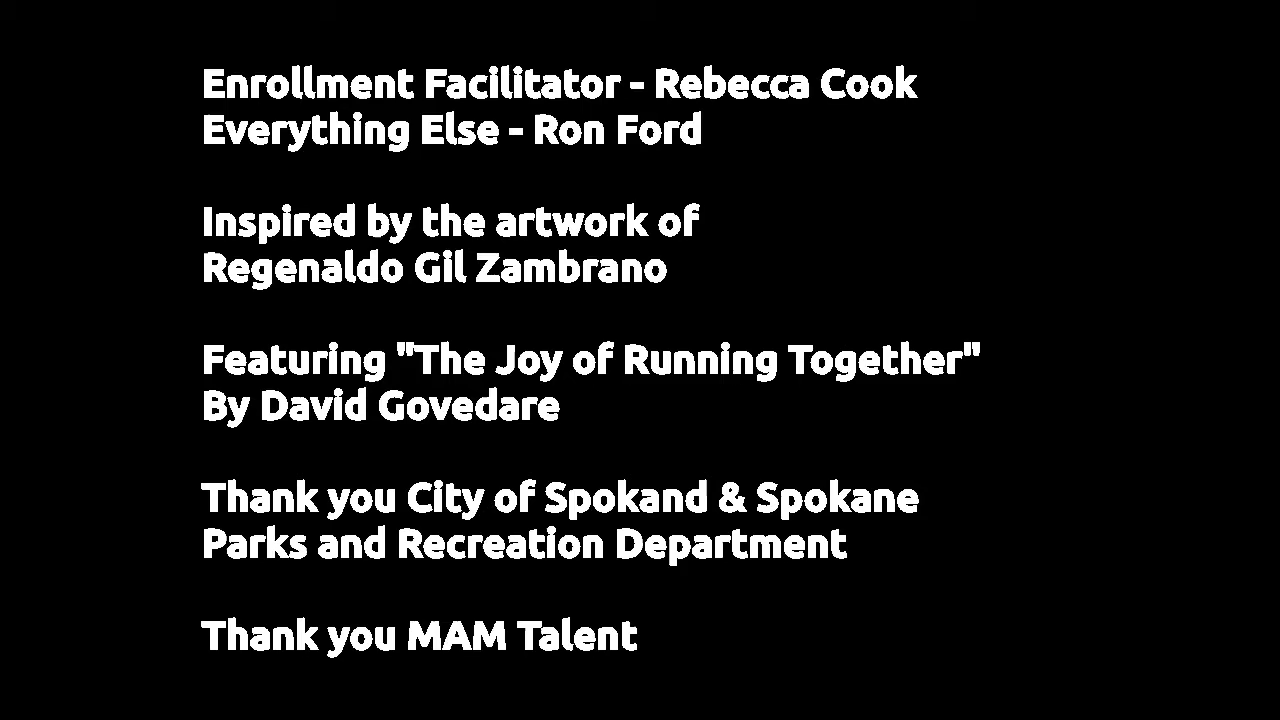 Enrollment Facilitator - Rebecca Cook
Everything Else - Ron Ford
Inspired by the artwork of
Regenaldo Gil Zambrano
Featuring "The Joy of Running Together"
By David Govedare
Thank you City of Spokand & Spokane
Parks and Recreation Department
Thank you MAM Talent